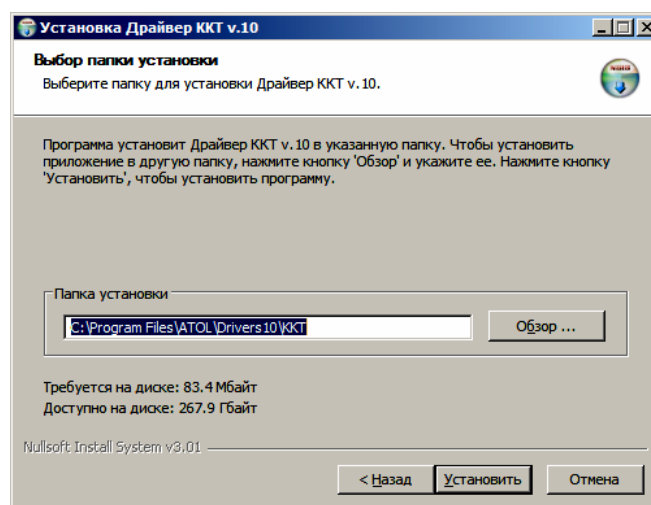 Установка Драйвер ККТ v.10
Выбор папки установки
Выберите папку для установки Драйвер ККТ v.10.
Программа установит Драйвер ККТ v.10 в указанную папку. Чтобы установить
приложение в другую папку, нажмите кнопку 'Обзор' и укажите ее. Нажмите кнопку
'Установить', чтобы установить программу.
Папка установки
C:\Program Files\ATOL\Drivers10\KKT
Обзор ...
Требуется на диске: 83.4 Мбайт
Доступно на диске: 267.9 Гбайт
Nullsoft Install System v3.01
< Назад
Установить
Отмена